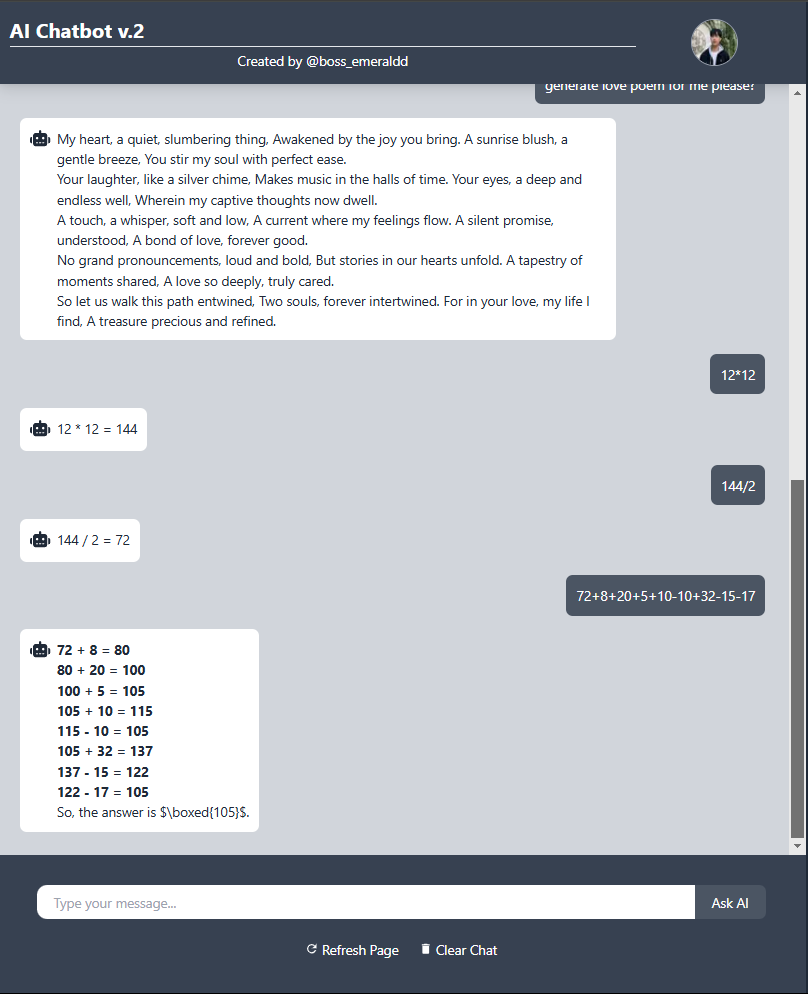 AI Chatbot v.2
Created by @boss_emeraldd
generate love poem for me please?
My heart, a quiet, slumbering thing, Awakened by the joy you bring. A sunrise blush, a
gentle breeze, You stir my soul with perfect ease.
Your laughter, like a silver chime, Makes music in the halls of time. Your eyes, a deep and
endless well, Wherein my captive thoughts now dwell.
A touch, a whisper, soft and low, A current where my feelings flow. A silent promise,
understood, A bond of love, forever good.
No grand pronouncements, loud and bold, But stories in our hearts unfold. A tapestry of
moments shared, A love so deeply, truly cared.
So let us walk this path entwined, Two souls, forever intertwined. For in your love, my life I
find, A treasure precious and refined.
12*12
12 * 12 = 144
144/2
144 / 2 = 72
72+8+20+5+10-10+32-15-17
72 + 8 = 80
80 + 20 = 100
100 + 5 = 105
105 + 10 = 115
115 - 10 = 105
105 + 32 = 137
137 - 15 = 122
122 - 17 = 105
So, the answer is $\boxed{105}$.
Type your message...
Ask AI
Refresh Page
Clear Chat